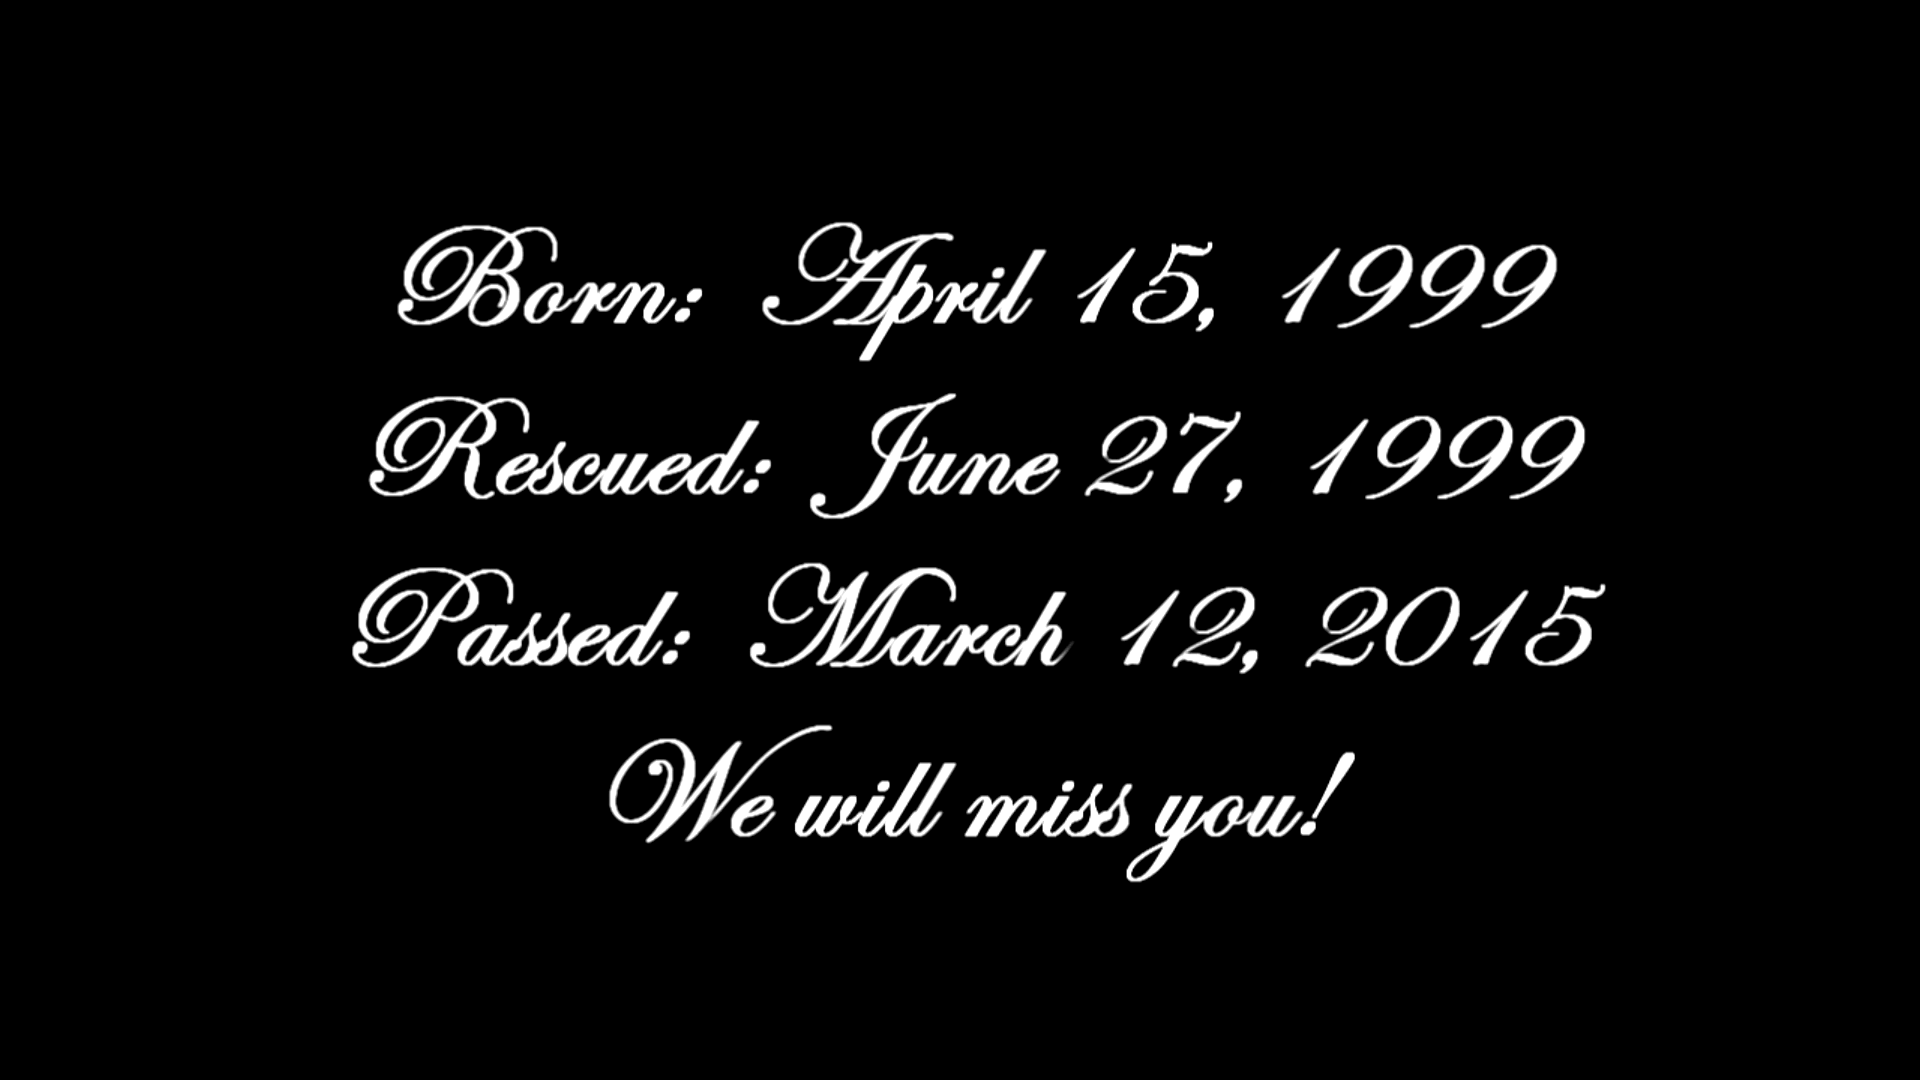 Born: April 15, 1999
Rescued: June 27, 1999
Passed: March 12, 2015
We will miss you!